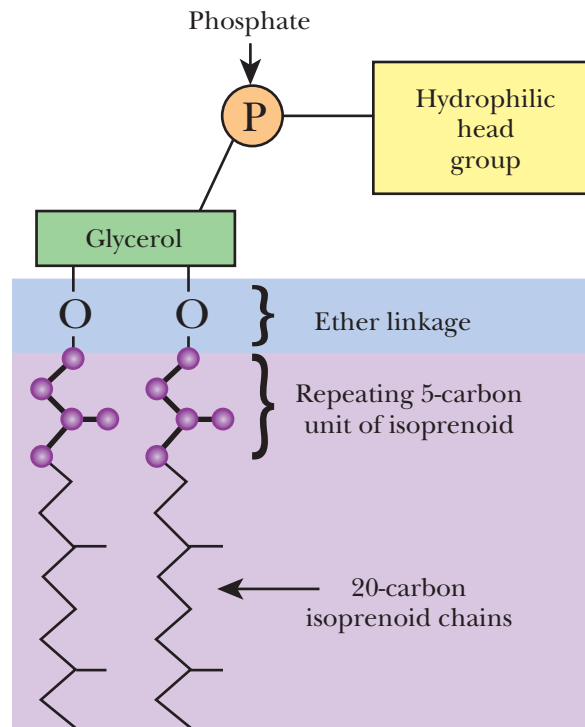 Phosphate
P
Hydrophilic
head
group
Glycerol
O
O
Ether linkage
Repeating 5-carbon
unit of isoprenoid
20-carbon
isoprenoid chains